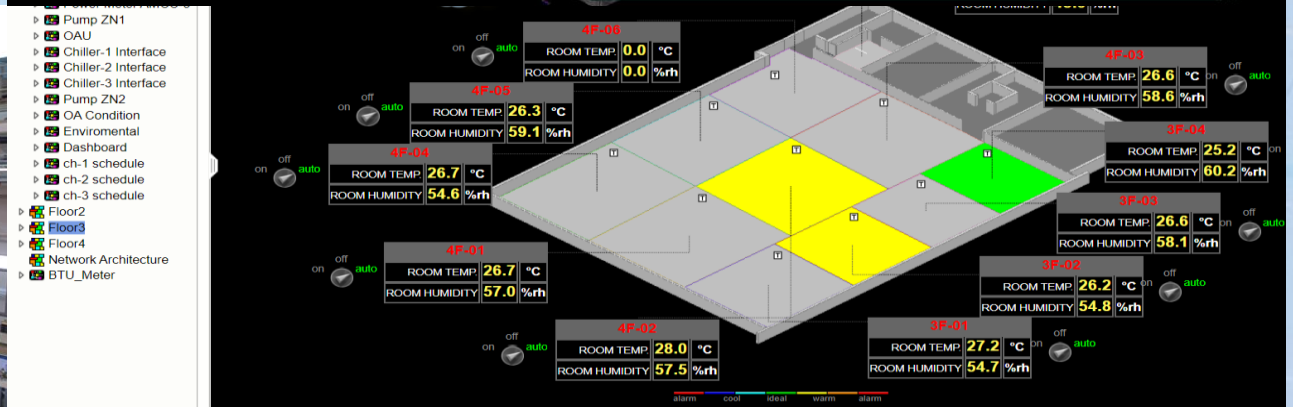 Pump ZN1
OAU
Chiller-1 Interface
Chiller-2 Interface
Chiller-3 Interface
Pump ZN2
OA Condition
Enviromental
Dashboard
ch-1 schedule
ch-2 schedule
ch-3 schedule
Floor2
Floor3
Floor4
Network Architecture
BTU_Meter
4F-06
off
on auto
ROOM TEMP. 0.0 °C
ROOM HUMIDITY 0.0 %rh
4F-05
off
on auto
ROOM TEMP. 26.3 °C
ROOM HUMIDITY 59.1 %rh
4F-04
off
on auto
ROOM TEMP. 26.7 °C
ROOM HUMIDITY 54.6 %rh
4F-01
off
on auto
ROOM TEMP. 26.7 °C
ROOM HUMIDITY 57.0 %rh
4F-02
off
on auto
ROOM TEMP. 28.0 °C
ROOM HUMIDITY 57.5 %rh
4F-03
off
ROOM TEMP. 26.6 °C on auto
ROOM HUMIDITY 58.6 %rh
3F-04
ROOM TEMP. 25.2 °C on
ROOM HUMIDITY 60.2 %rh
3F-03
off
ROOM TEMP. 26.6 °C on auto
ROOM HUMIDITY 58.1 %rh
3F-02
off
ROOM TEMP. 26.2 °C on auto
ROOM HUMIDITY 54.8 %rh
3F-01
off
ROOM TEMP. 27.2 °C on auto
ROOM HUMIDITY 54.7 %rh
T
T
T
T
T
T
T
T
T
T
alarm cool ideal warm alarm